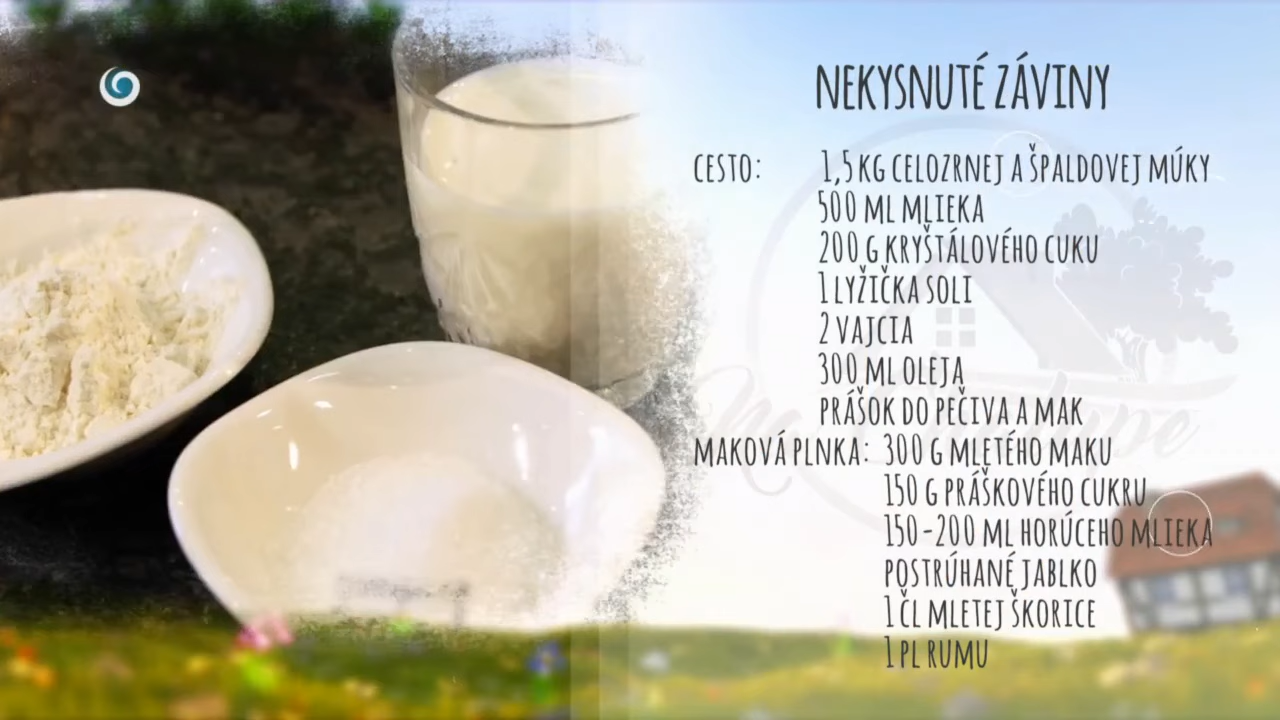 NEKYSNUTÉ ZÁVINY
CESTO: 1,5 KG CELOZRNEJ A ŠPALDOVEJ MÚKY
500 ML MLIEKA
200 G KRYŠTÁLOVÉHO CUKU
1 LYŽIČKA SOLI
2 VAJCIA
300 ML OLEJA
PRÁŠOK DO PEČIVA A MAK
MAKOVÁ PLNKA: 300 G MLETÉHO MAKU
150 G PRÁŠKOVÉHO CUKRU
150-200 ML HORÚCEHO MLIEKA
POSTRÚHANÉ JABLKO
1 ČL MLETEJ ŠKORICE
1 PL RUMU